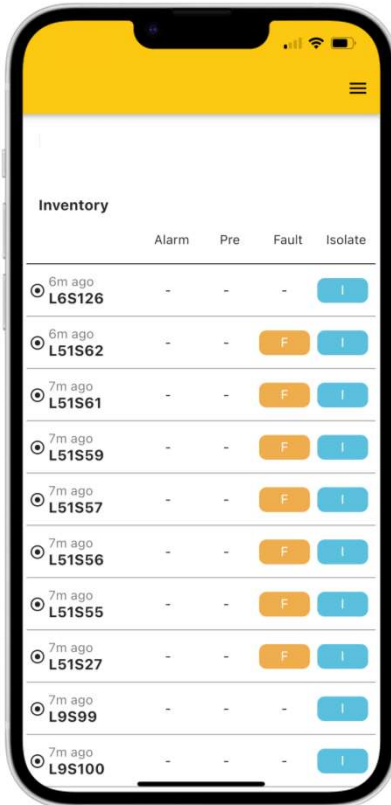 Inventory
Alarm Pre Fault Isolate
6m ago
L6S126 - - - I
6m ago
L51S62 - - F I
7m ago
L51S61 - - F I
7m ago
L51S59 - - F I
7m ago
L51S57 - - F I
7m ago
L51S56 - - F I
7m ago
L51S55 - - F I
7m ago
L51S27 - - F I
7m ago
L9S99 - - - I
7m ago
L9S100 - - - I